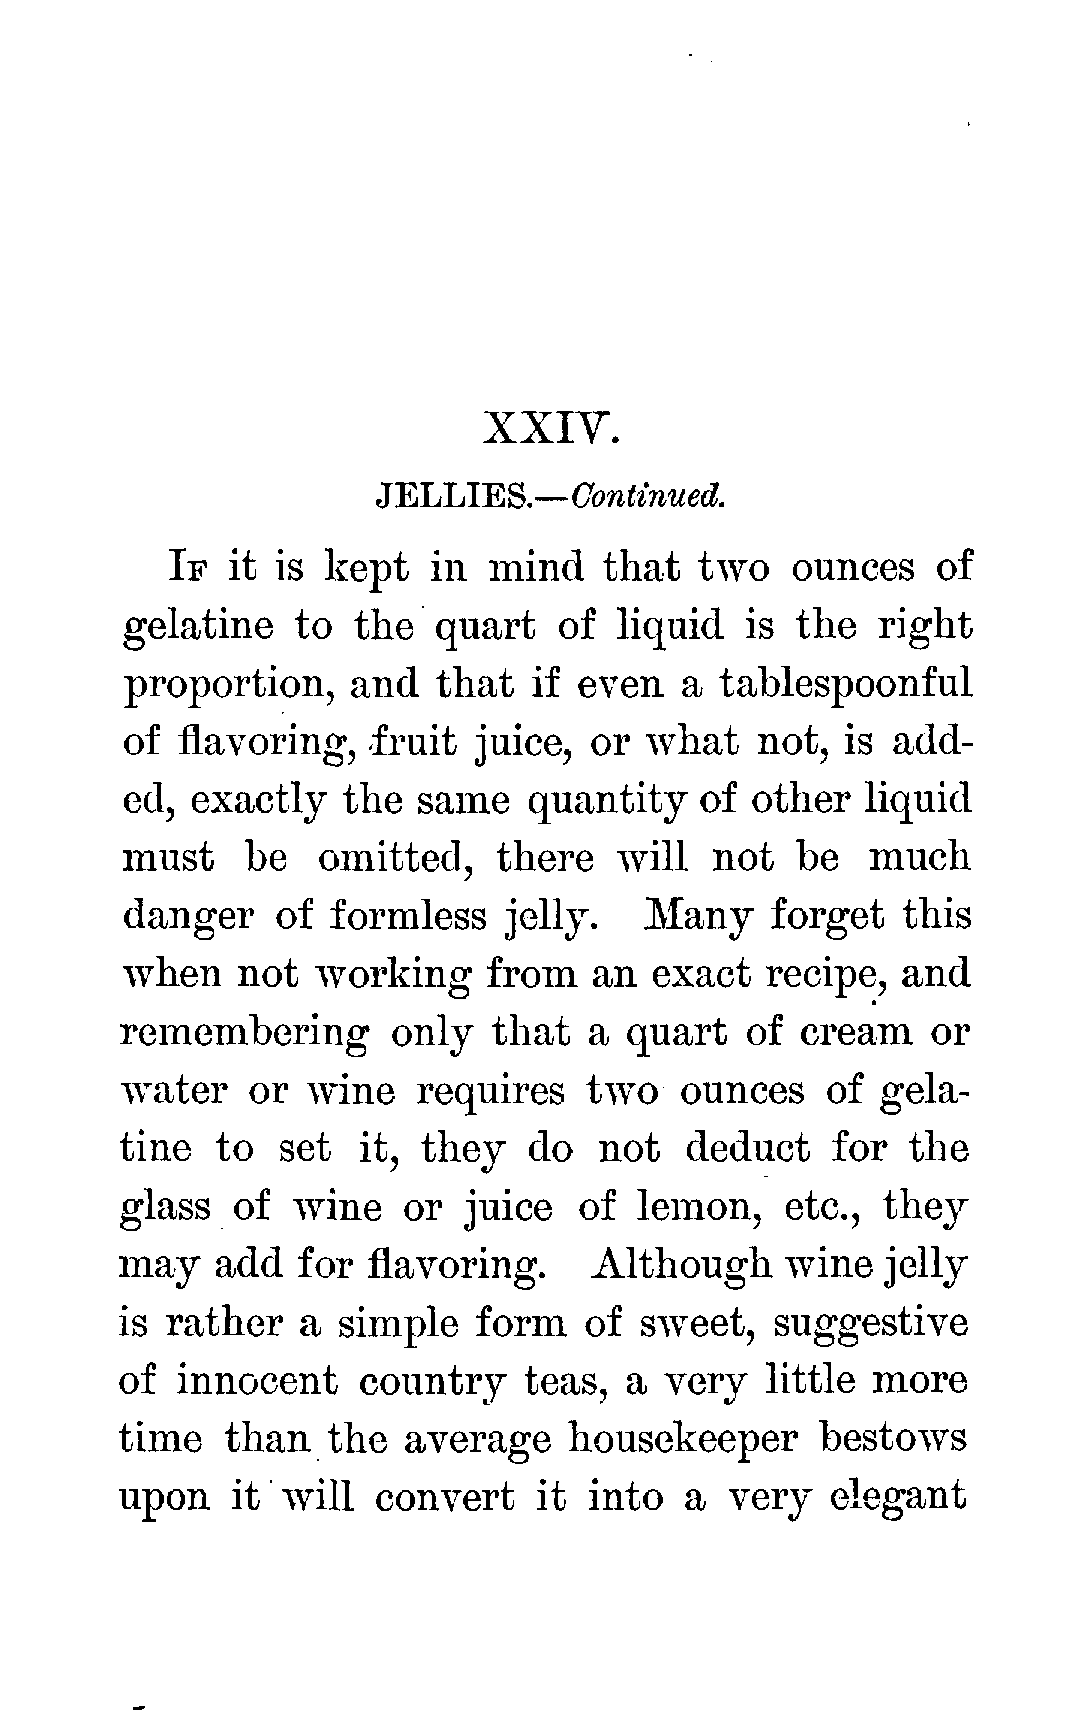 XXIV.
JELLIES.—Continued.
IF it is kept in mind that two ounces of
gelatine to the quart of liquid is the right
proportion, and that if even a tablespoonful
of flavoring, fruit juice, or what not, is add-
ed, exactly the same quantity of other liquid
must be omitted, there will not be much
danger of formless jelly. Many forget this
when not working from an exact recipe, and
remembering only that a quart of cream or
water or wine requires two ounces of gela-
tine to set it, they do not deduct for the
glass of wine or juice of lemon, etc., they
may add for flavoring. Although wine jelly
is rather a simple form of sweet, suggestive
of innocent country teas, a very little more
time than the average housekeeper bestows
upon it will convert it into a very elegant